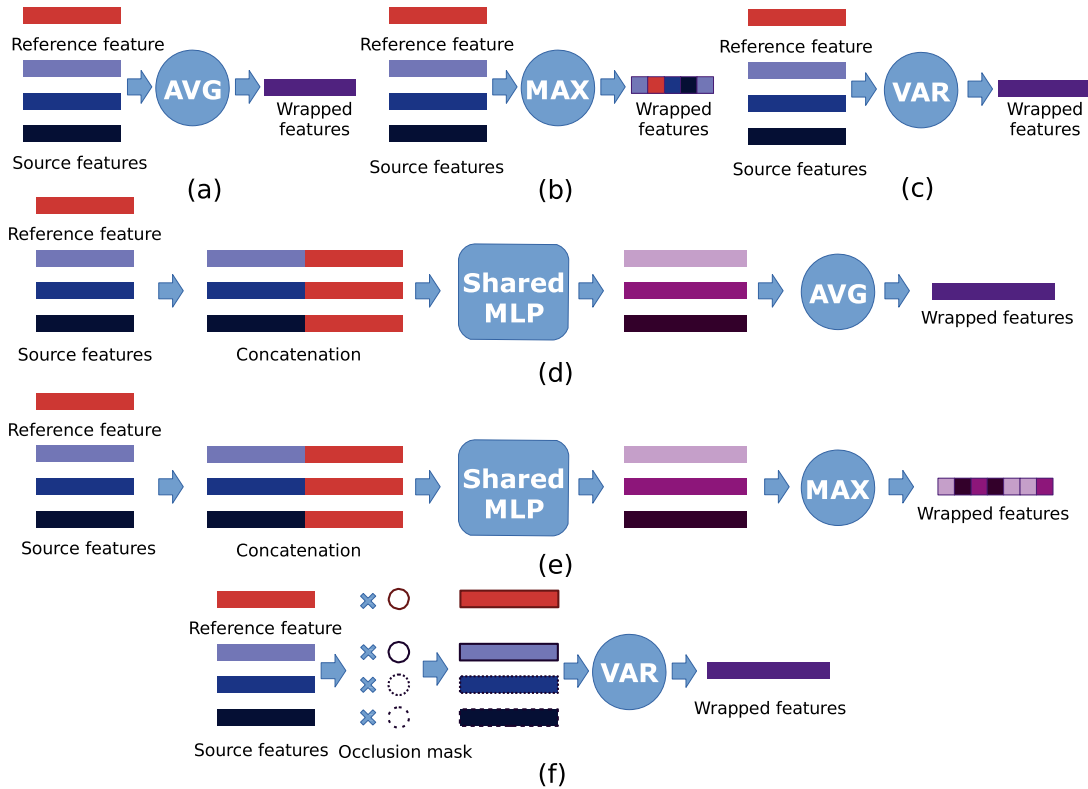 Reference feature
AVG
Wrapped
features
Source features
(a)
Reference feature
MAX
Wrapped
features
Source features
(b)
Reference feature
VAR
Wrapped
features
Source features
(c)
Reference feature
Source features
Concatenation
Shared
MLP
AVG
Wrapped features
(d)
Reference feature
Source features
Concatenation
Shared
MLP
MAX
Wrapped features
(e)
Reference feature
Source features
Occlusion mask
VAR
Wrapped features
(f)